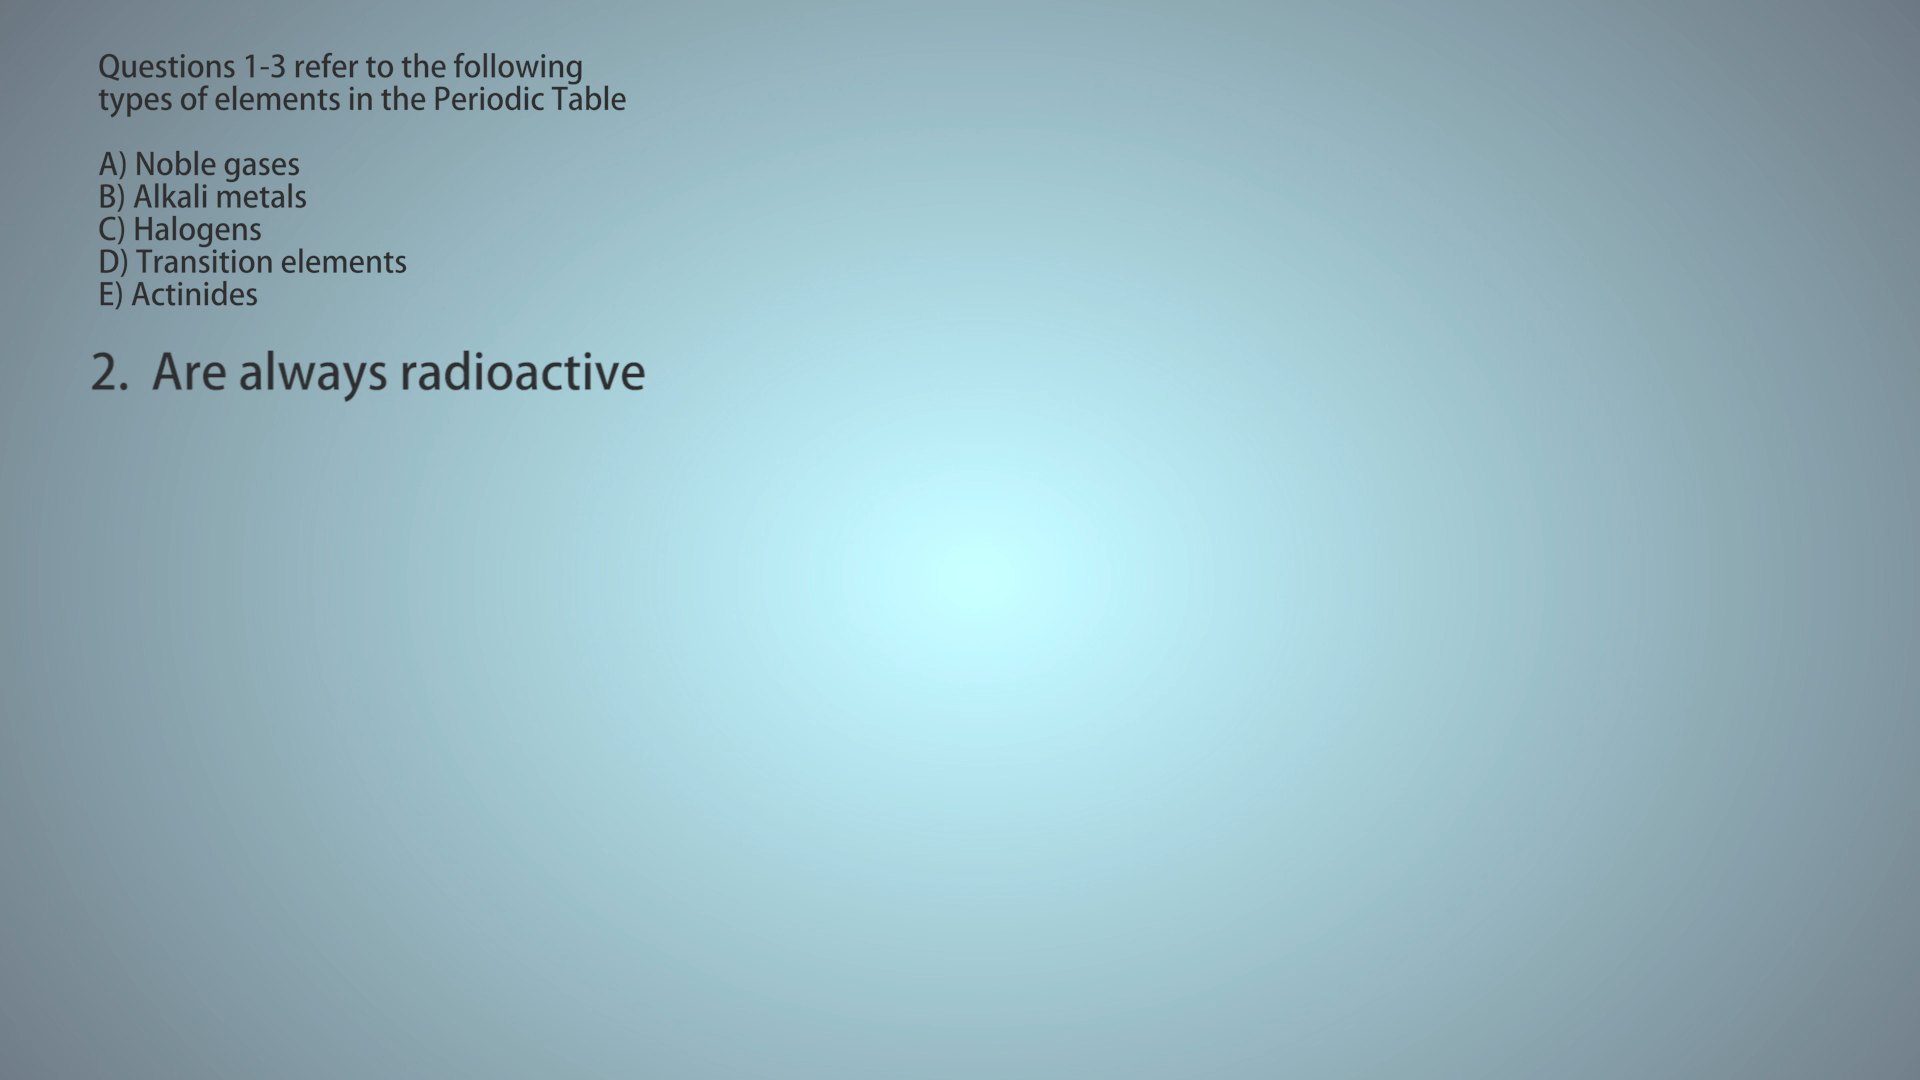 Questions 1-3 refer to the following
types of elements in the Periodic Table
A) Noble gases
B) Alkali metals
C) Halogens
D) Transition elements
E) Actinides
2. Are always radioactive